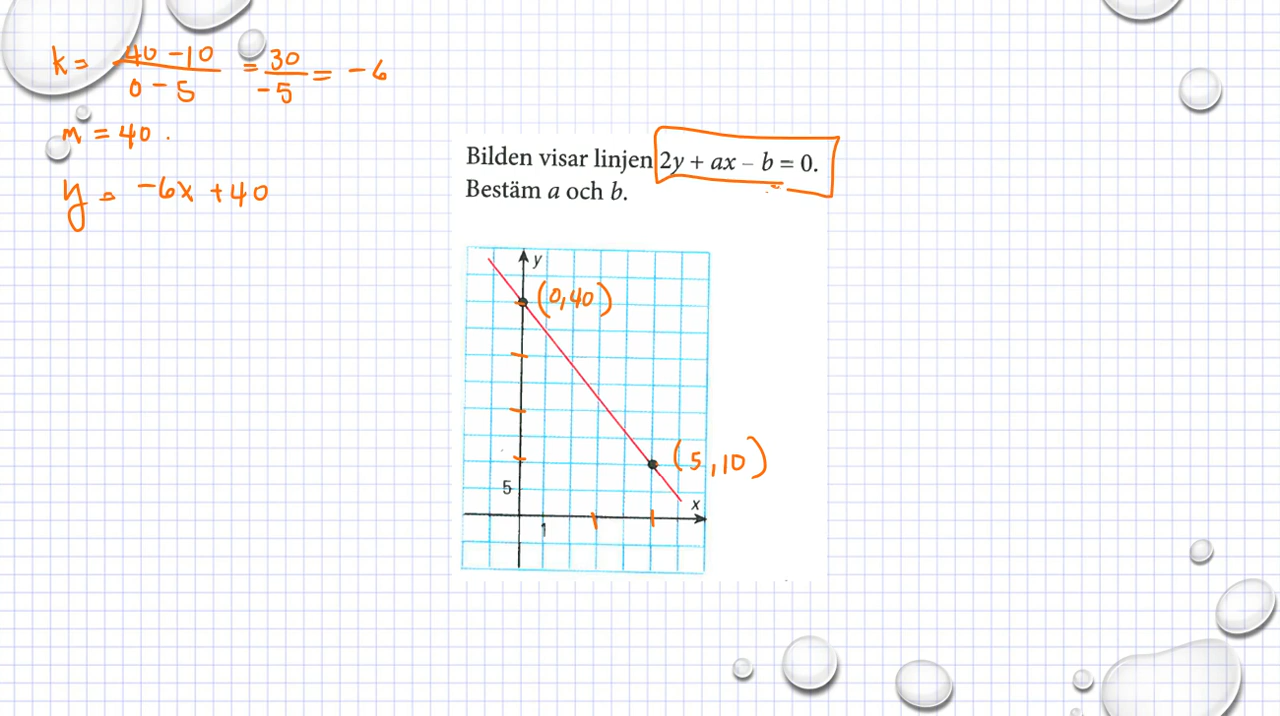 k = 40 - 10 / 0 - 5 = 30 / -5 = -6
m = 40.
y = -6x + 40
Bilden visar linjen 2y + ax – b = 0.
Bestäm a och b.
y
(0,40)
(5,10)
5
x
1